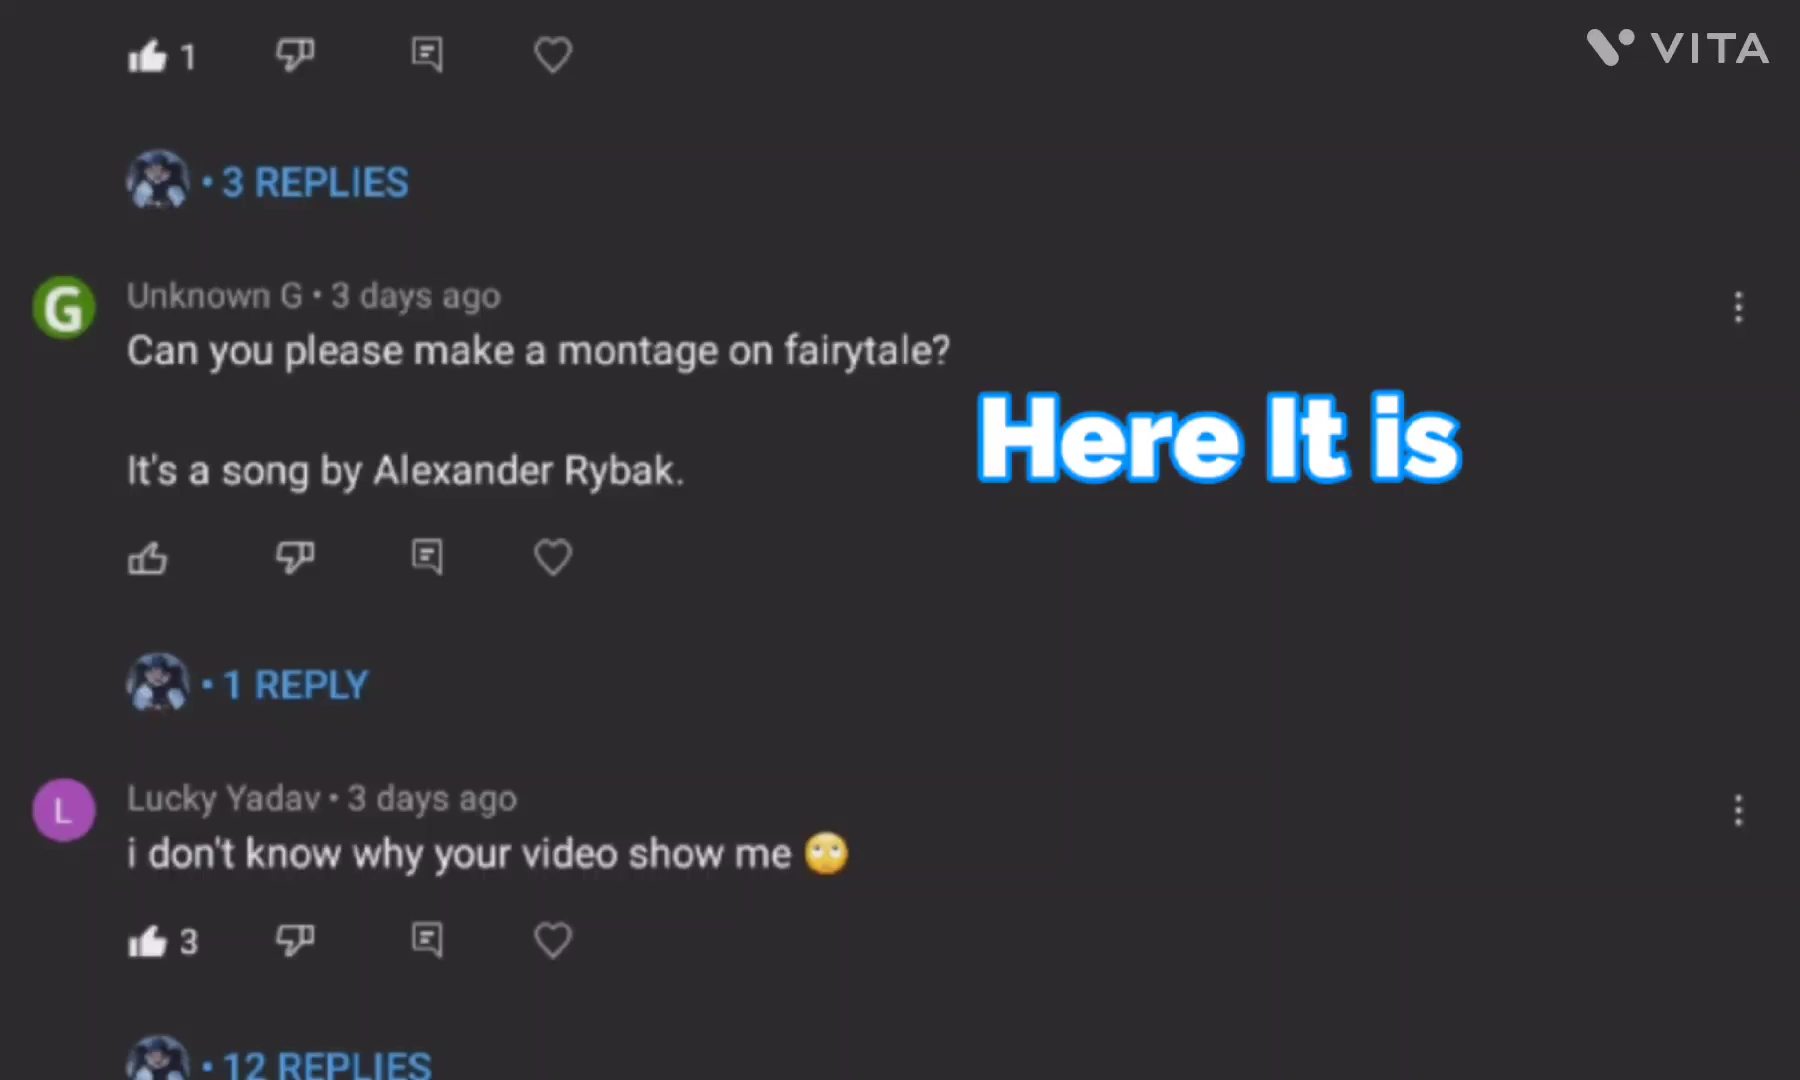 1
VITA
• 3 REPLIES
G
Unknown G • 3 days ago
Can you please make a montage on fairytale?
Here It is
It's a song by Alexander Rybak.
• 1 REPLY
L
Lucky Yadav • 3 days ago
i don't know why your video show me 🙄
3
• 12 REPLIES